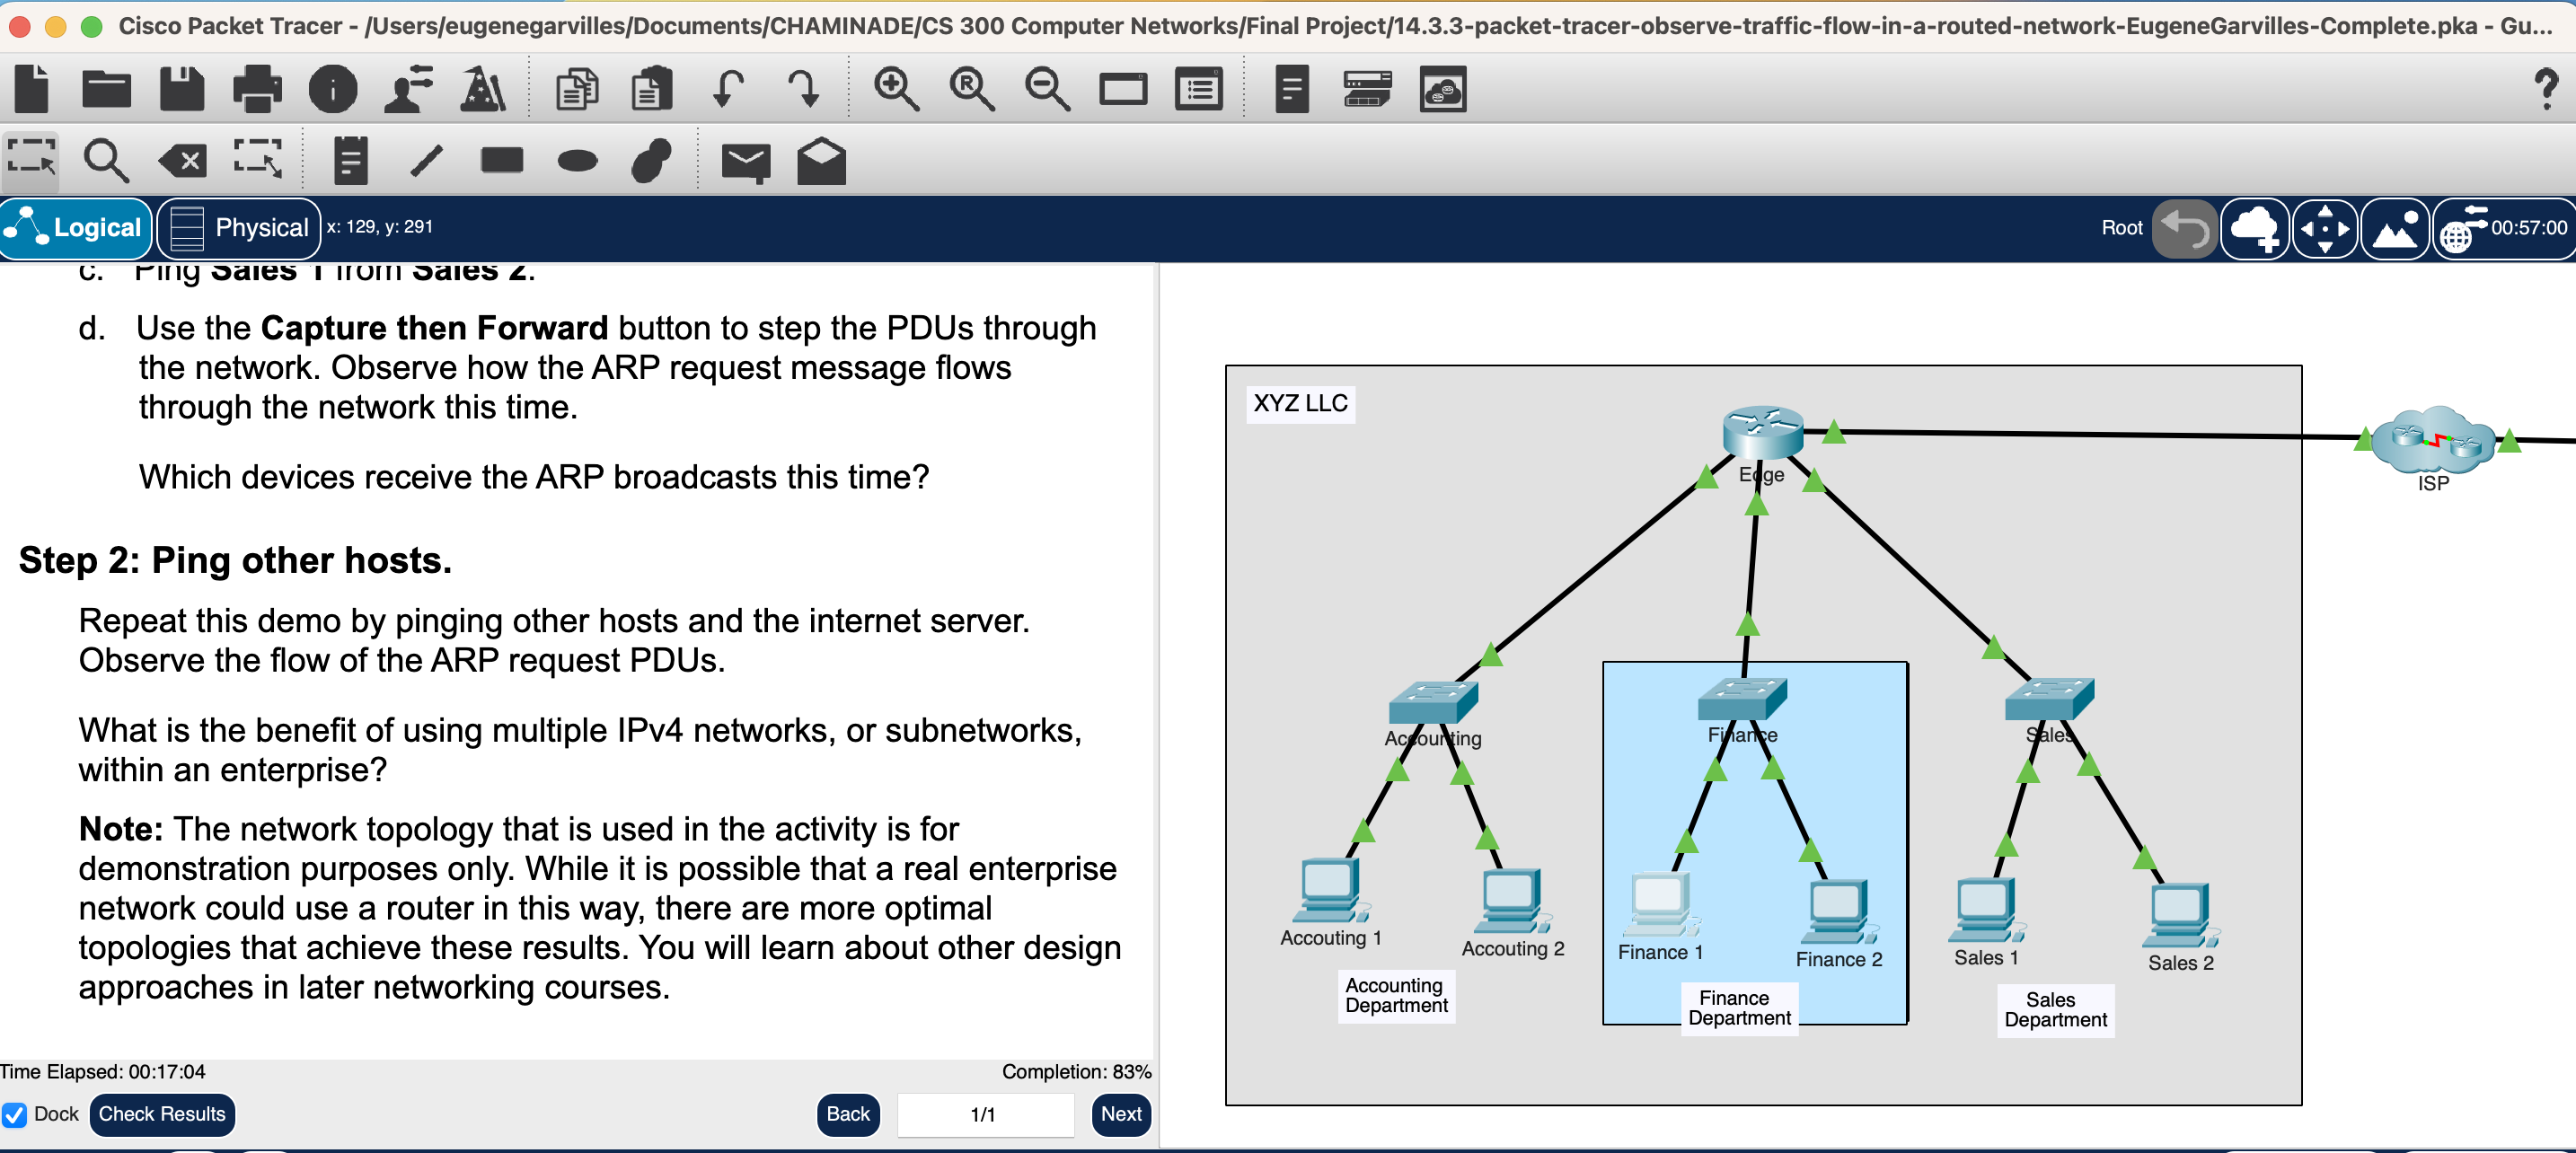 Cisco Packet Tracer - /Users/eugenegarvilles/Documents/CHAMINADE/CS 300 Computer Networks/Final Project/14.3.3-packet-tracer-observe-traffic-flow-in-a-routed-network-EugeneGarvilles-Complete.pka - Gu...
Logical
Physical
x: 129, y: 291
Root
00:57:00
c. Ping Sales 1 from Sales 2.
d. Use the Capture then Forward button to step the PDUs through
the network. Observe how the ARP request message flows
through the network this time.
Which devices receive the ARP broadcasts this time?
Step 2: Ping other hosts.
Repeat this demo by pinging other hosts and the internet server.
Observe the flow of the ARP request PDUs.
What is the benefit of using multiple IPv4 networks, or subnetworks,
within an enterprise?
Note: The network topology that is used in the activity is for
demonstration purposes only. While it is possible that a real enterprise
network could use a router in this way, there are more optimal
topologies that achieve these results. You will learn about other design
approaches in later networking courses.
Time Elapsed: 00:17:04
Completion: 83%
Dock
Check Results
Back
1/1
Next
XYZ LLC
Edge
ISP
Accounting
Finance
Sales
Accouting 1
Accouting 2
Finance 1
Finance 2
Sales 1
Sales 2
Accounting
Department
Finance
Department
Sales
Department